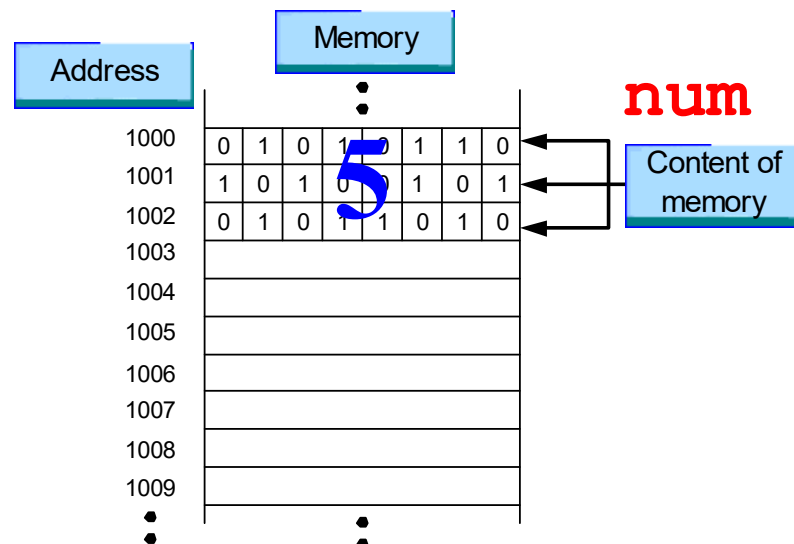 Memory
Address
num
1000 0 1 0 1 0 1 1 0
5
1001 1 0 1 0 0 1 0 1
1002 0 1 0 1 1 0 1 0
Content of
memory
1003
1004
1005
1006
1007
1008
1009